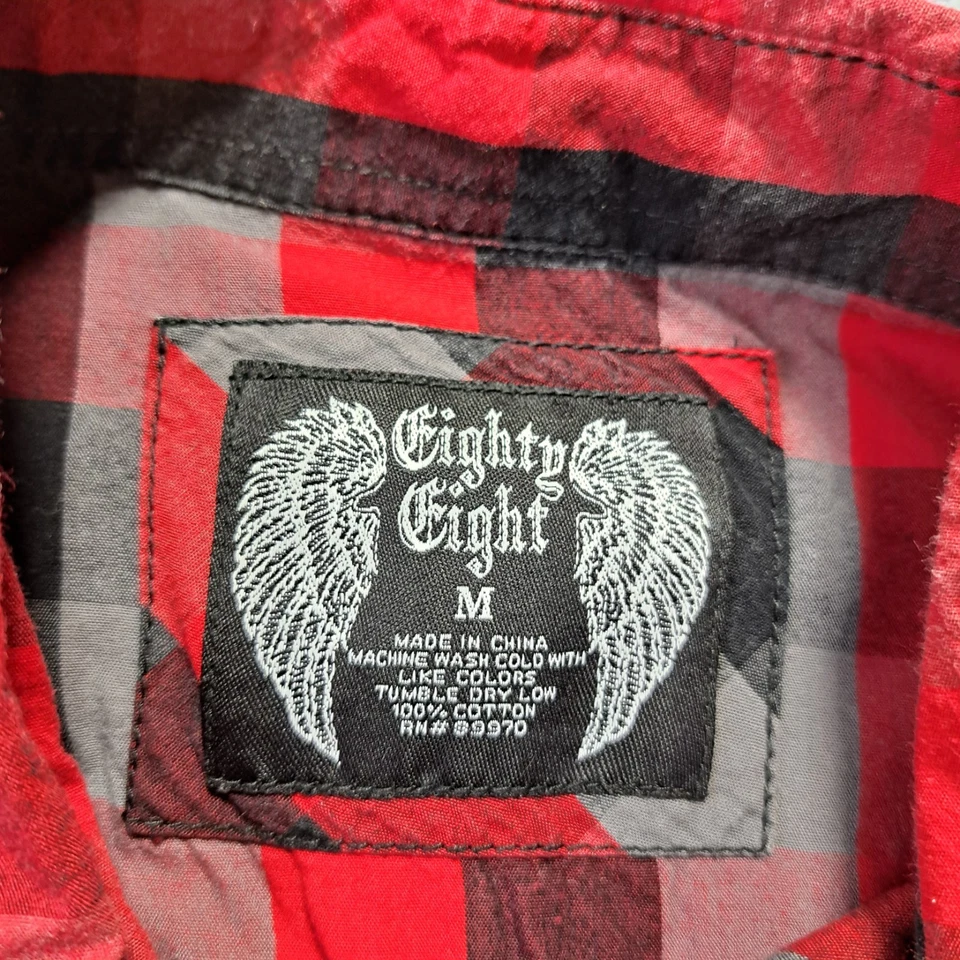 Eighty
Eight
M
MADE IN CHINA
MACHINE WASH COLD WITH
LIKE COLORS
TUMBLE DRY LOW
100% COTTON
RN# 89970